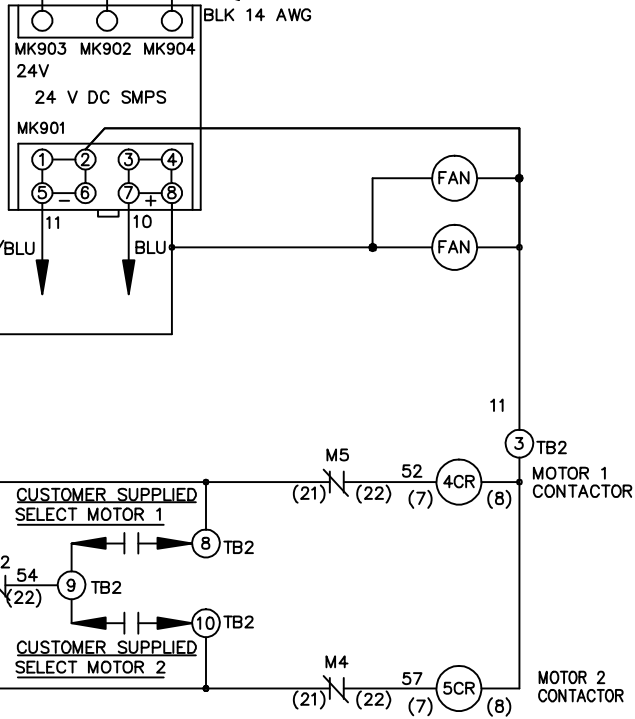 BLK 14 AWG
MK903 MK902 MK904
24V
24 V DC SMPS
MK901
1 2 3 4
5 − 6 7 + 8
FAN
11 10
/BLU BLU
FAN
11
3 TB2
M5
52
4CR
MOTOR 1
CONTACTOR
(21) (22) (7) (8)
CUSTOMER SUPPLIED
SELECT MOTOR 1
8 TB2
2
54
(22)
9 TB2
10 TB2
CUSTOMER SUPPLIED
SELECT MOTOR 2
M4
57
5CR
MOTOR 2
CONTACTOR
(21) (22) (7) (8)